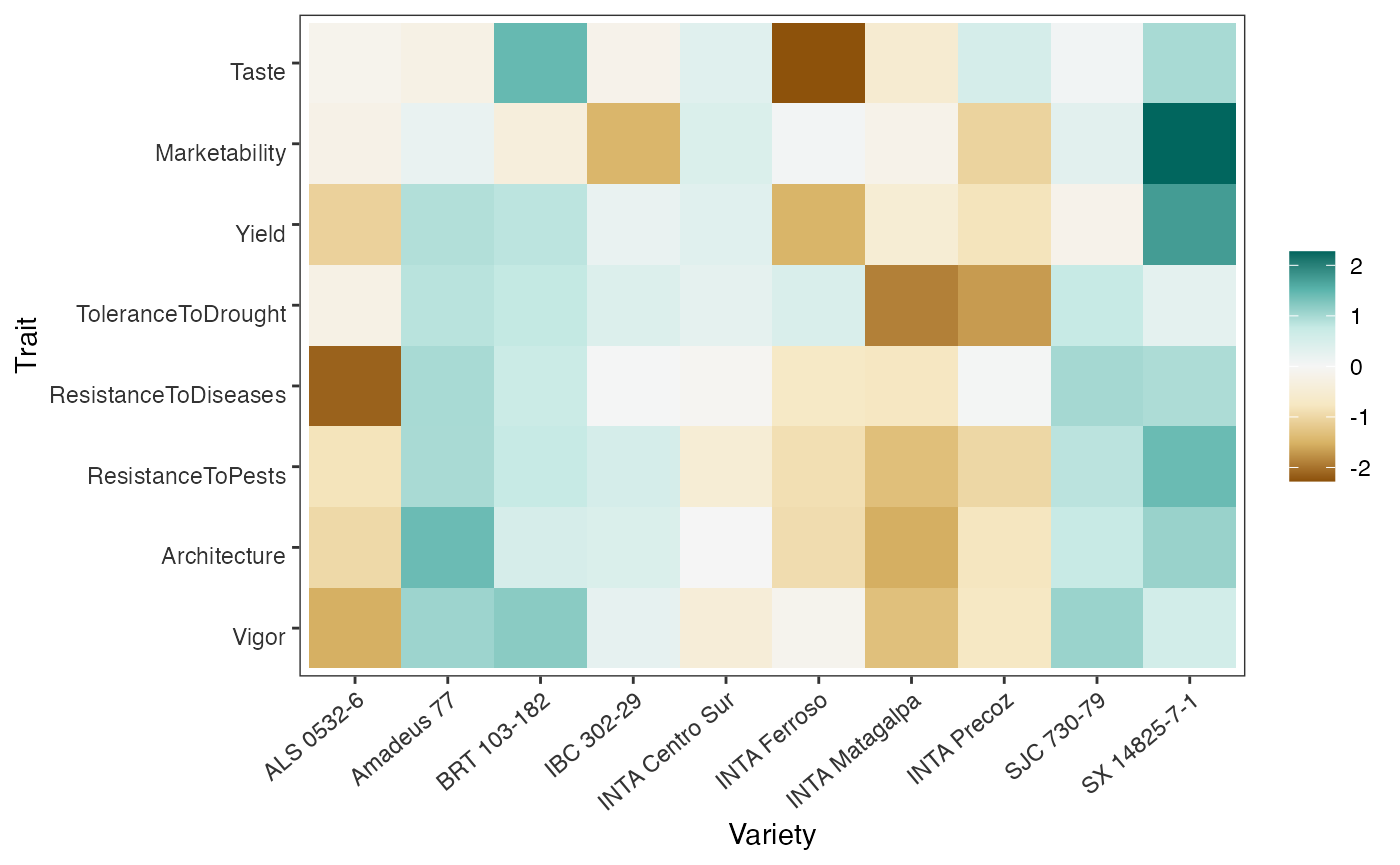 Taste
Marketability
Yield
ToleranceToDrought
ResistanceToDiseases
ResistanceToPests
Architecture
Vigor
Trait
ALS 0532-6
Amadeus 77
BRT 103-182
IBC 302-29
INTA Centro Sur
INTA Ferroso
INTA Matagalpa
INTA Precoz
SJC 730-79
SX 14825-7-1
Variety
2
1
0
-1
-2